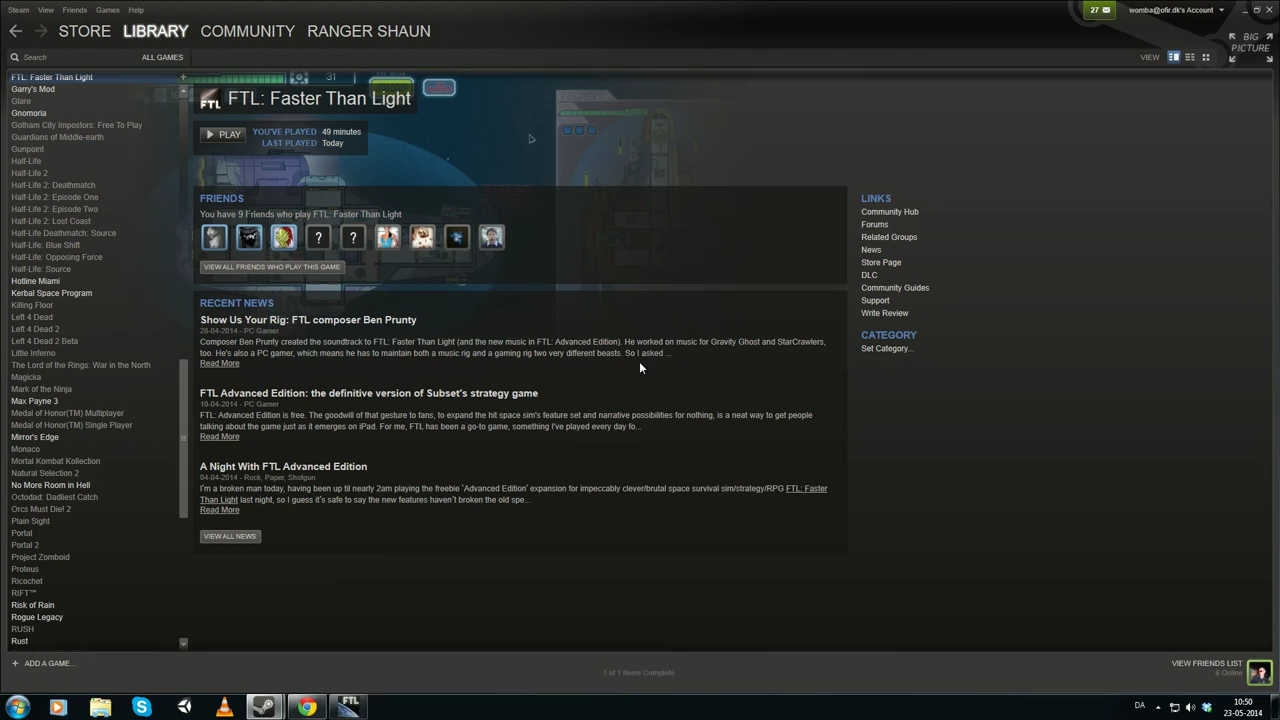 Steam View Friends Games Help
27 womba@ofir.dk's Account
STORE LIBRARY COMMUNITY RANGER SHAUN
BIG PICTURE
Search ALL GAMES
VIEW
FTL: Faster Than Light
Garry's Mod
Glare
Gnomoria
Gotham City Impostors: Free To Play
Guardians of Middle-earth
Gunpoint
Half-Life
Half-Life 2
Half-Life 2: Deathmatch
Half-Life 2: Episode One
Half-Life 2: Episode Two
Half-Life 2: Lost Coast
Half-Life Deathmatch: Source
Half-Life: Blue Shift
Half-Life: Opposing Force
Half-Life: Source
Hotline Miami
Kerbal Space Program
Killing Floor
Left 4 Dead
Left 4 Dead 2
Left 4 Dead 2 Beta
Little Inferno
The Lord of the Rings: War in the North
Magicka
Mark of the Ninja
Max Payne 3
Medal of Honor(TM) Multiplayer
Medal of Honor(TM) Single Player
Mirror's Edge
Monaco
Mortal Kombat Kollection
Natural Selection 2
No More Room in Hell
Octodad: Dadliest Catch
Orcs Must Die! 2
Plain Sight
Portal
Portal 2
Project Zomboid
Proteus
Ricochet
RIFT™
Risk of Rain
Rogue Legacy
RUSH
Rust
31
FTL FTL: Faster Than Light
PLAY
YOU'VE PLAYED 49 minutes
LAST PLAYED Today
FRIENDS
You have 9 Friends who play FTL: Faster Than Light
? ?
VIEW ALL FRIENDS WHO PLAY THIS GAME
RECENT NEWS
Show Us Your Rig: FTL composer Ben Prunty
28-04-2014 - PC Gamer
Composer Ben Prunty created the soundtrack to FTL: Faster Than Light (and the new music in FTL: Advanced Edition). He worked on music for Gravity Ghost and StarCrawlers,
too. He's also a PC gamer, which means he has to maintain both a music rig and a gaming rig two very different beasts. So I asked ...
Read More
FTL Advanced Edition: the definitive version of Subset's strategy game
10-04-2014 - PC Gamer
FTL: Advanced Edition is free. The goodwill of that gesture to fans, to expand the hit space sim's feature set and narrative possibilities for nothing, is a neat way to get people
talking about the game just as it emerges on iPad. For me, FTL has been a go-to game, something I've played every day fo...
Read More
A Night With FTL Advanced Edition
04-04-2014 - Rock, Paper, Shotgun
I'm a broken man today, having been up til nearly 2am playing the freebie 'Advanced Edition' expansion for impeccably clever/brutal space survival sim/strategy/RPG FTL: Faster
Than Light last night, so I guess it's safe to say the new features haven't broken the old spe...
Read More
VIEW ALL NEWS
LINKS
Community Hub
Forums
Related Groups
News
Store Page
DLC
Community Guides
Support
Write Review
CATEGORY
Set Category...
ADD A GAME...
1 of 1 Items Complete
VIEW FRIENDS LIST
6 Online
FTL
DA
10:50
23-05-2014